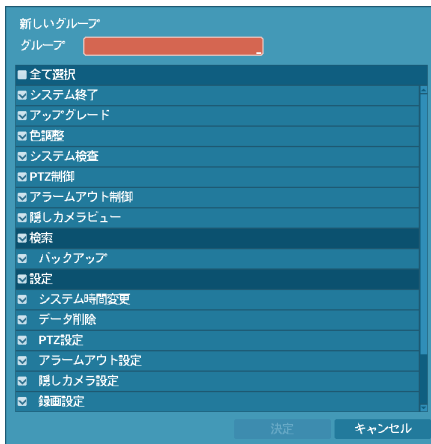 新しいグループ
グループ
全て選択
システム終了
アップグレード
色調整
システム検査
PTZ制御
アラームアウト制御
隠しカメラビュー
検索
バックアップ
設定
システム時間変更
データ削除
PTZ設定
アラームアウト設定
隠しカメラ設定
録画設定
決定 キャンセル